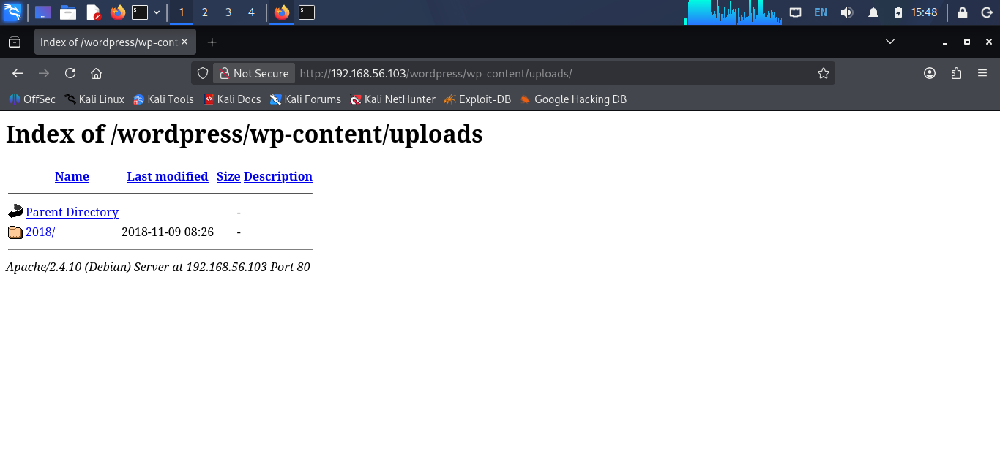 1 2 3 4 EN 15:48
Index of /wordpress/wp-cont
Not Secure http://192.168.56.103/wordpress/wp-content/uploads/
OffSec Kali Linux Kali Tools Kali Docs Kali Forums Kali NetHunter Exploit-DB Google Hacking DB
Index of /wordpress/wp-content/uploads
Name Last modified Size Description
Parent Directory -
2018/ 2018-11-09 08:26 -
Apache/2.4.10 (Debian) Server at 192.168.56.103 Port 80